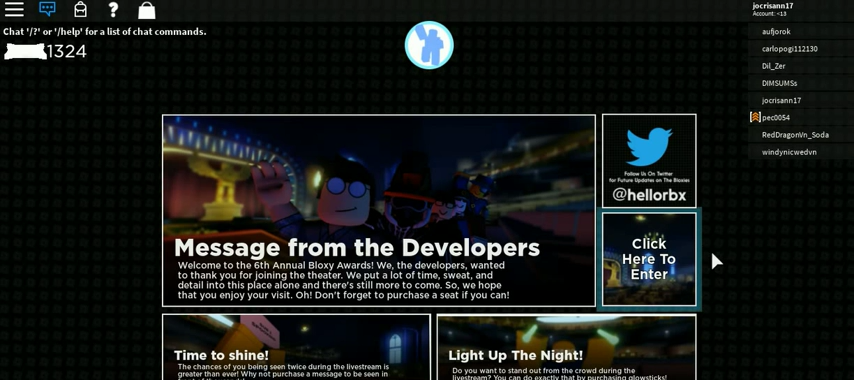 jocrisann17
Account: <13
Chat '/?' or '/help' for a list of chat commands.
1324
aufjorok
carlopogi112130
Dil_Zer
DIMSUMSs
jocrisann17
pec0054
RedDragonVn_Soda
windynicwedvn
Message from the Developers
Welcome to the 6th Annual Bloxy Awards! We, the developers, wanted
to thank you for joining the theater. We put a lot of time, sweat, and
detail into this place alone and there's still more to come. So, we hope
that you enjoy your visit. Oh! Don't forget to purchase a seat if you can!
Follow Us On Twitter
for Future Updates on The Bloxies
@hellorbx
Click
Here To
Enter
Time to shine!
The chances of you being seen twice during the livestream is
greater than ever! Why not purchase a message to be seen in
Light Up The Night!
Do you want to stand out from the crowd during the
livestream? You can do exactly that by purchasing glowsticks!